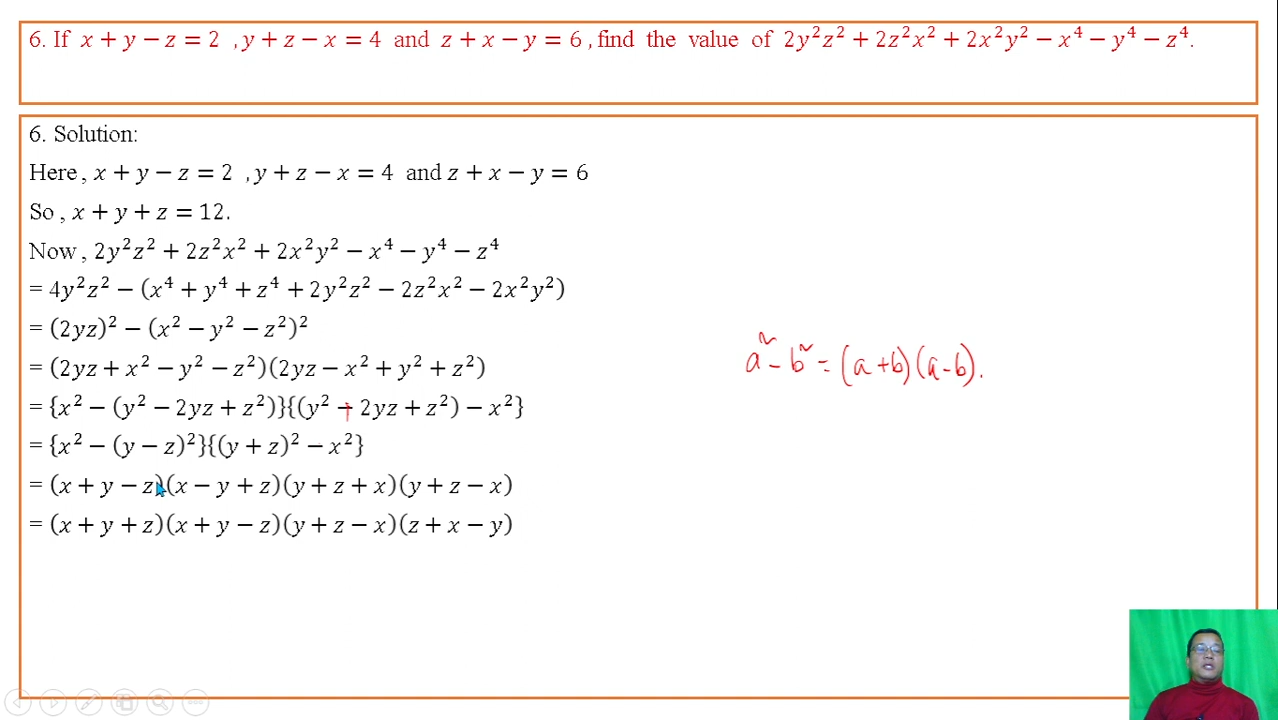 6. If x + y − z = 2 , y + z − x = 4 and z + x − y = 6 , find the value of 2y²z² + 2z²x² + 2x²y² − x⁴ − y⁴ − z⁴.
6. Solution:
Here , x + y − z = 2 , y + z − x = 4 and z + x − y = 6
So , x + y + z = 12.
Now , 2y²z² + 2z²x² + 2x²y² − x⁴ − y⁴ − z⁴
= 4y²z² − (x⁴ + y⁴ + z⁴ + 2y²z² − 2z²x² − 2x²y²)
= (2yz)² − (x² − y² − z²)²
= (2yz + x² − y² − z²)(2yz − x² + y² + z²)
a² − b² = (a + b)(a − b).
= {x² − (y² − 2yz + z²)}{(y² + 2yz + z²) − x²}
= {x² − (y − z)²}{(y + z)² − x²}
= (x + y − z)(x − y + z)(y + z + x)(y + z − x)
= (x + y + z)(x + y − z)(y + z − x)(z + x − y)